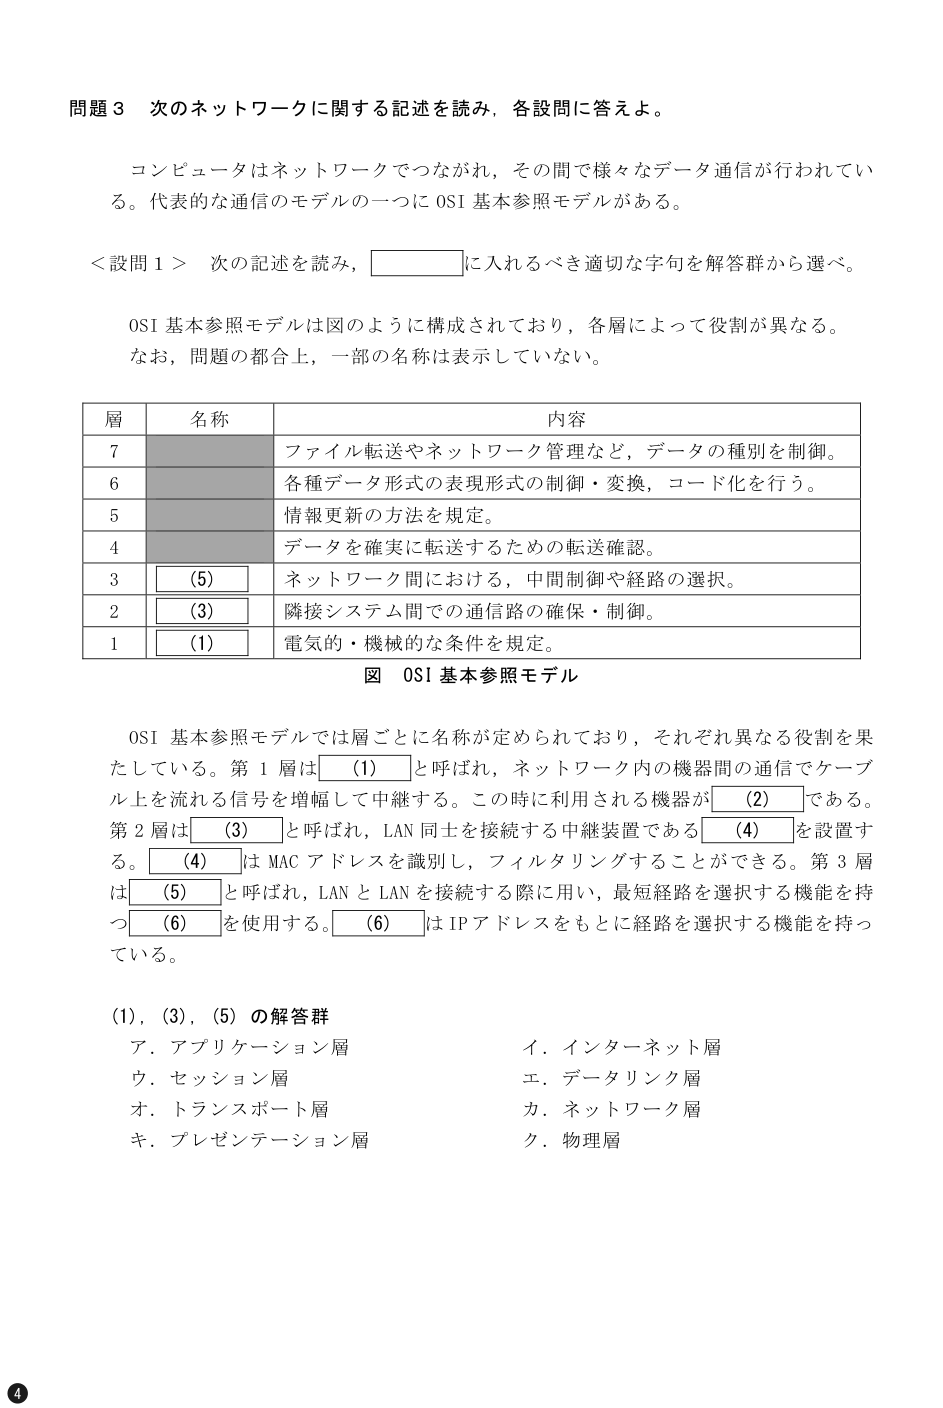 問題３　次のネットワークに関する記述を読み，各設問に答えよ。
コンピュータはネットワークでつながれ，その間で様々なデータ通信が行われてい
る。代表的な通信のモデルの一つに OSI 基本参照モデルがある。
＜設問１＞　次の記述を読み，　　　　に入れるべき適切な字句を解答群から選べ。
OSI 基本参照モデルは図のように構成されており，各層によって役割が異なる。
なお，問題の都合上，一部の名称は表示していない。
層　名称　内容
7　ファイル転送やネットワーク管理など，データの種別を制御。
6　各種データ形式の表現形式の制御・変換，コード化を行う。
5　情報更新の方法を規定。
4　データを確実に転送するための転送確認。
3　(5)　ネットワーク間における，中間制御や経路の選択。
2　(3)　隣接システム間での通信路の確保・制御。
1　(1)　電気的・機械的な条件を規定。
図　OSI 基本参照モデル
OSI 基本参照モデルでは層ごとに名称が定められており，それぞれ異なる役割を果
たしている。第 1 層は (1) と呼ばれ，ネットワーク内の機器間の通信でケーブ
ル上を流れる信号を増幅して中継する。この時に利用される機器が (2) である。
第 2 層は (3) と呼ばれ，LAN 同士を接続する中継装置である (4) を設置す
る。 (4) は MAC アドレスを識別し，フィルタリングすることができる。第 3 層
は (5) と呼ばれ，LAN と LAN を接続する際に用い，最短経路を選択する機能を持
つ (6) を使用する。 (6) は IP アドレスをもとに経路を選択する機能を持っ
ている。
(1)，(3)，(5) の解答群
ア．アプリケーション層　イ．インターネット層
ウ．セッション層　エ．データリンク層
オ．トランスポート層　カ．ネットワーク層
キ．プレゼンテーション層　ク．物理層
4